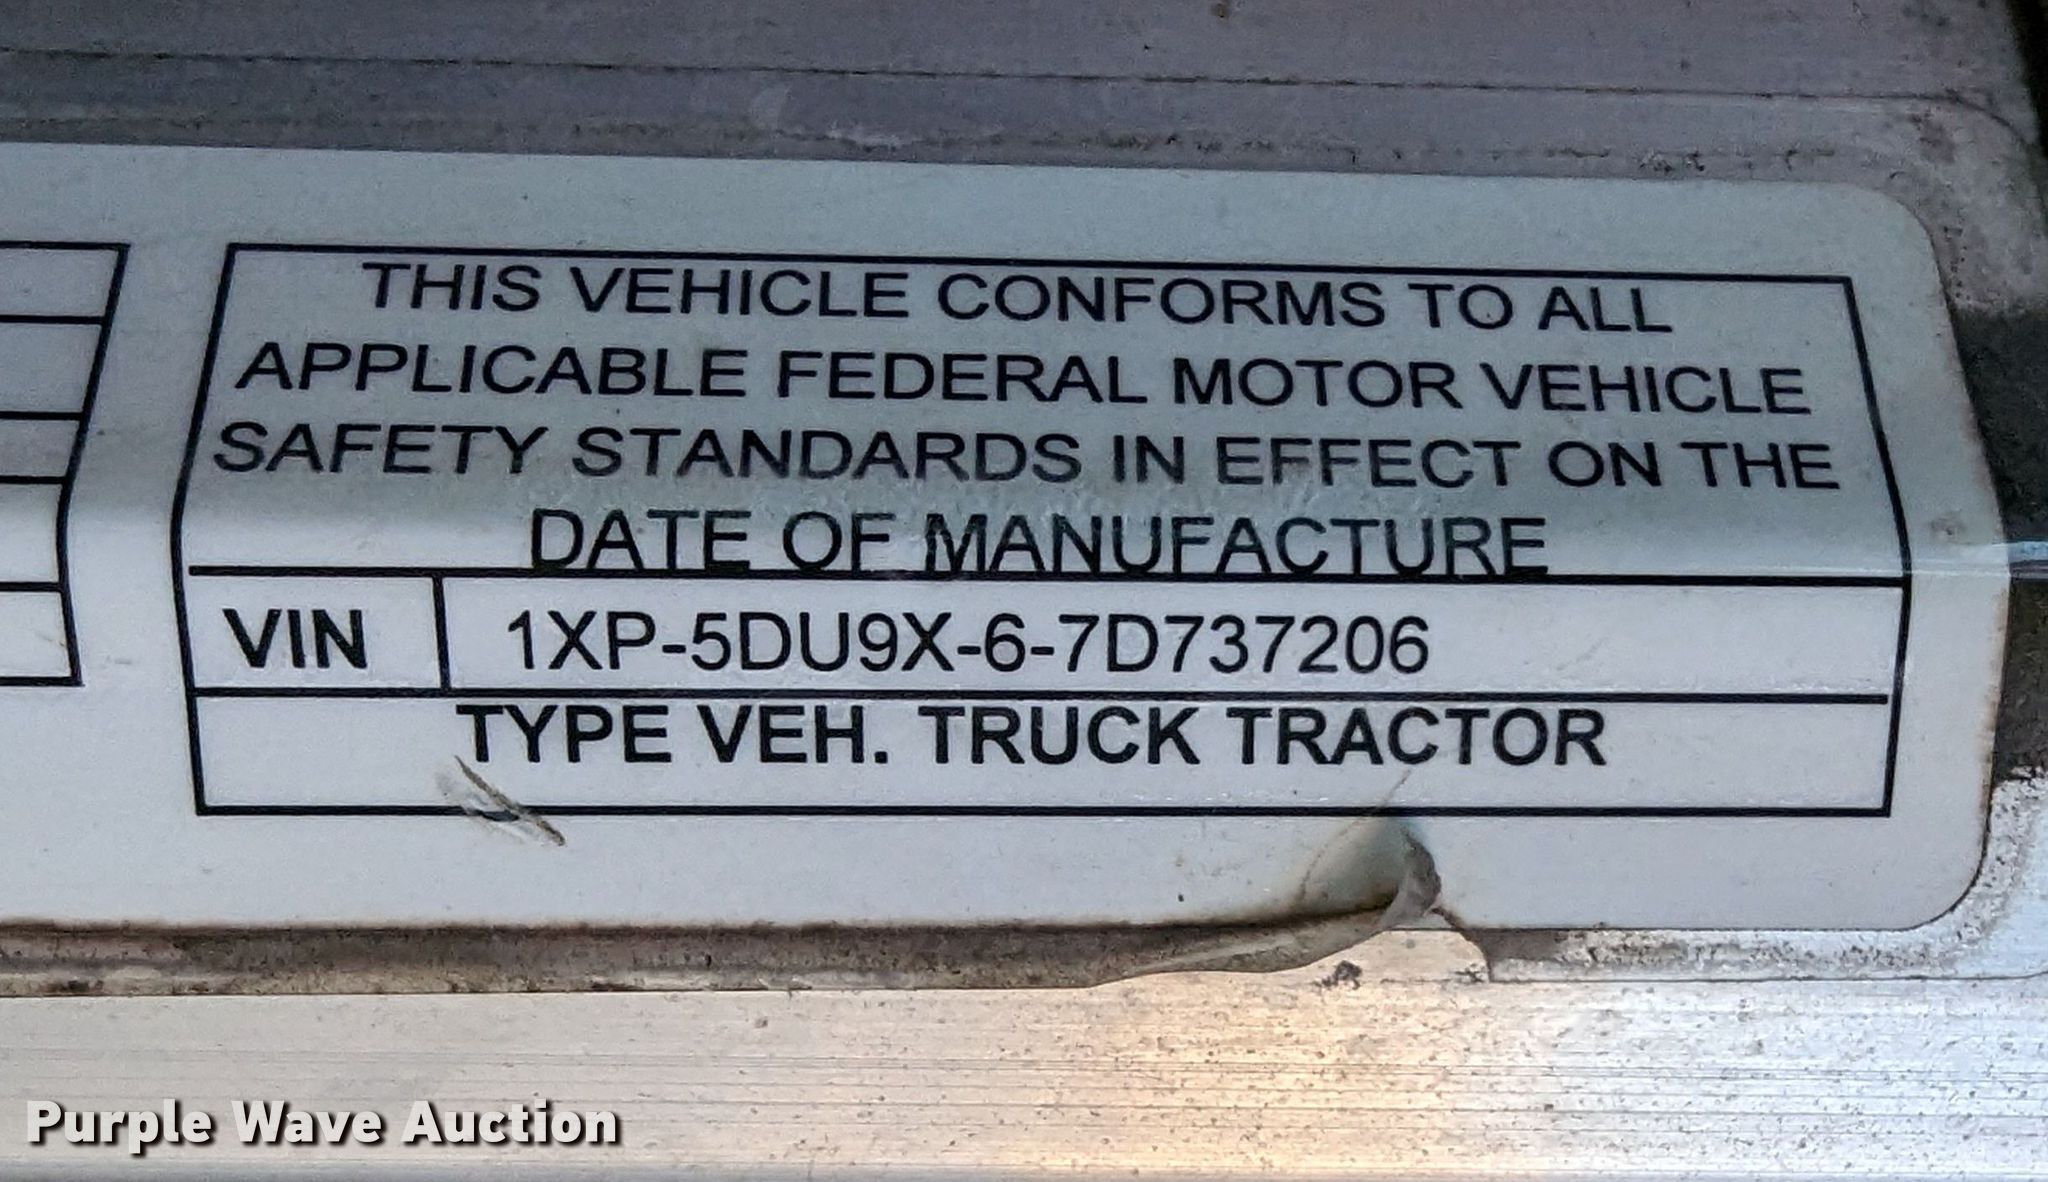 THIS VEHICLE CONFORMS TO ALL
APPLICABLE FEDERAL MOTOR VEHICLE
SAFETY STANDARDS IN EFFECT ON THE
DATE OF MANUFACTURE
VIN 1XP-5DU9X-6-7D737206
TYPE VEH. TRUCK TRACTOR
Purple Wave Auction